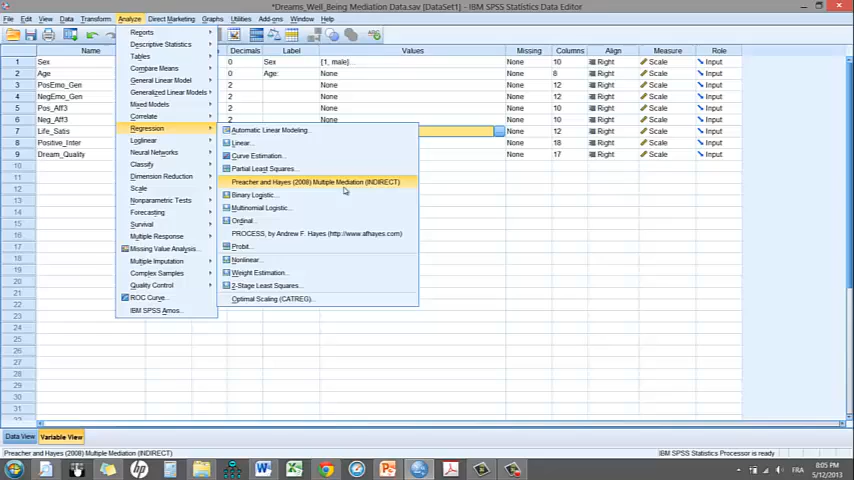 *Dreams_Well_Being Mediation Data.sav [DataSet1] - IBM SPSS Statistics Data Editor
File Edit View Data Transform Analyze Direct Marketing Graphs Utilities Add-ons Window Help
Name Decimals Label Values Missing Columns Align Measure Role
1 Sex 0 Sex {1, male}... None 10 Right Scale Input
2 Age 0 Age: None None 8 Right Scale Input
3 PosEmo_Gen 2 None None 12 Right Scale Input
4 NegEmo_Gen 2 None None 12 Right Scale Input
5 Pos_Aff3 2 None None 10 Right Scale Input
6 Neg_Aff3 2 None None 10 Right Scale Input
7 Life_Satis None 12 Right Scale Input
8 Positive_Inter None 10 Right Scale Input
9 Dream_Quality None 17 Right Scale Input
10
11
12
13
14
15
16
17
18
19
20
21
22
23
24
25
26
27
28
29
30
31
Reports
Descriptive Statistics
Tables
Compare Means
General Linear Model
Generalized Linear Models
Mixed Models
Correlate
Regression
Loglinear
Neural Networks
Classify
Dimension Reduction
Scale
Nonparametric Tests
Forecasting
Survival
Multiple Response
Missing Value Analysis...
Multiple Imputation
Complex Samples
Quality Control
ROC Curve...
IBM SPSS Amos...
Automatic Linear Modeling...
Linear...
Curve Estimation...
Partial Least Squares...
Preacher and Hayes (2008) Multiple Mediation (INDIRECT)
Binary Logistic...
Multinomial Logistic...
Ordinal...
PROCESS, by Andrew F. Hayes (http://www.afhayes.com)
Probit...
Nonlinear...
Weight Estimation...
2-Stage Least Squares...
Optimal Scaling (CATREG)...
Data View Variable View
Preacher and Hayes (2008) Multiple Mediation (INDIRECT) IBM SPSS Statistics Processor is ready
FRA 8:05 PM
5/12/2013